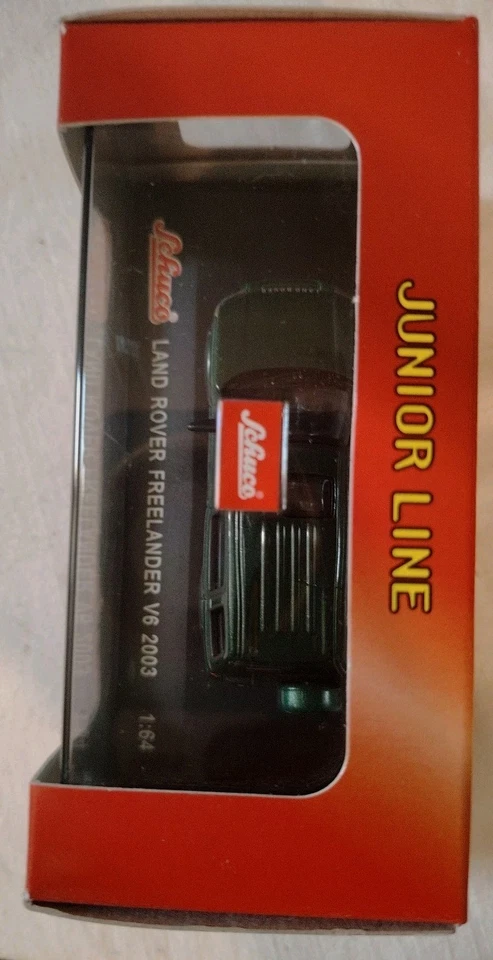 Schuco LAND ROVER FREELANDER V6 2003 1:64
Schuco
JUNIOR LINE